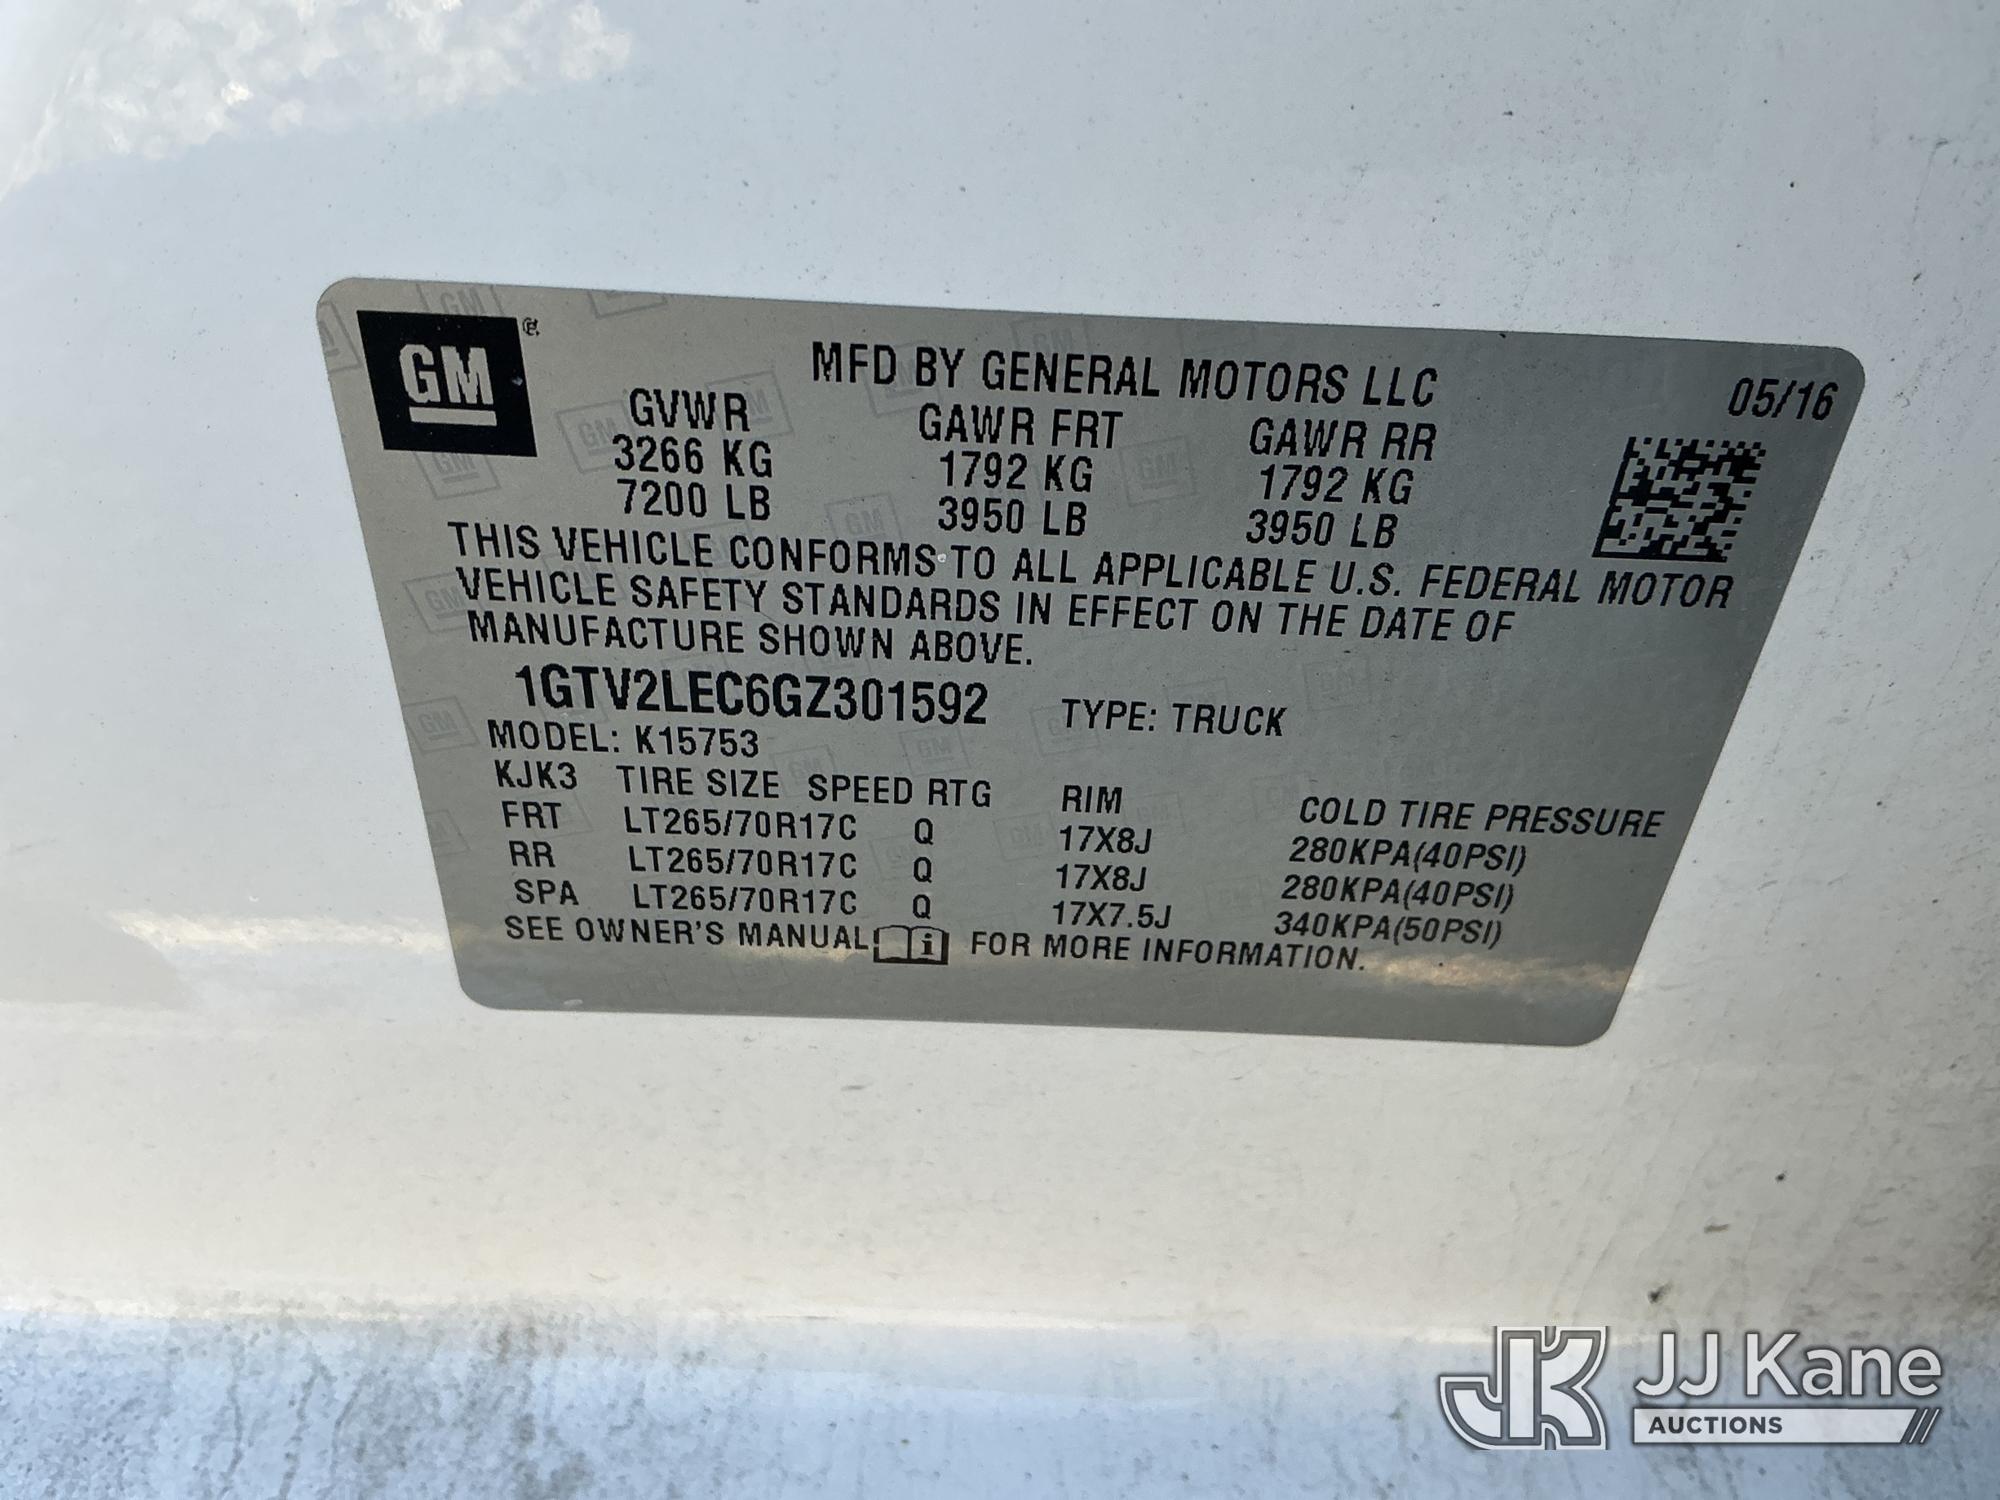 GM
MFD BY GENERAL MOTORS LLC 05/16
GVWR GAWR FRT GAWR RR
3266 KG 1792 KG 1792 KG
7200 LB 3950 LB 3950 LB
THIS VEHICLE CONFORMS TO ALL APPLICABLE U.S. FEDERAL MOTOR
VEHICLE SAFETY STANDARDS IN EFFECT ON THE DATE OF
MANUFACTURE SHOWN ABOVE.
1GTV2LEC6GZ301592 TYPE: TRUCK
MODEL: K15753
KJK3 TIRE SIZE SPEED RTG RIM COLD TIRE PRESSURE
FRT LT265/70R17C Q 17X8J 280KPA(40PSI)
RR LT265/70R17C Q 17X8J 280KPA(40PSI)
SPA LT265/70R17C Q 17X7.5J 340KPA(50PSI)
SEE OWNER'S MANUAL i FOR MORE INFORMATION.
JK JJ Kane
AUCTIONS